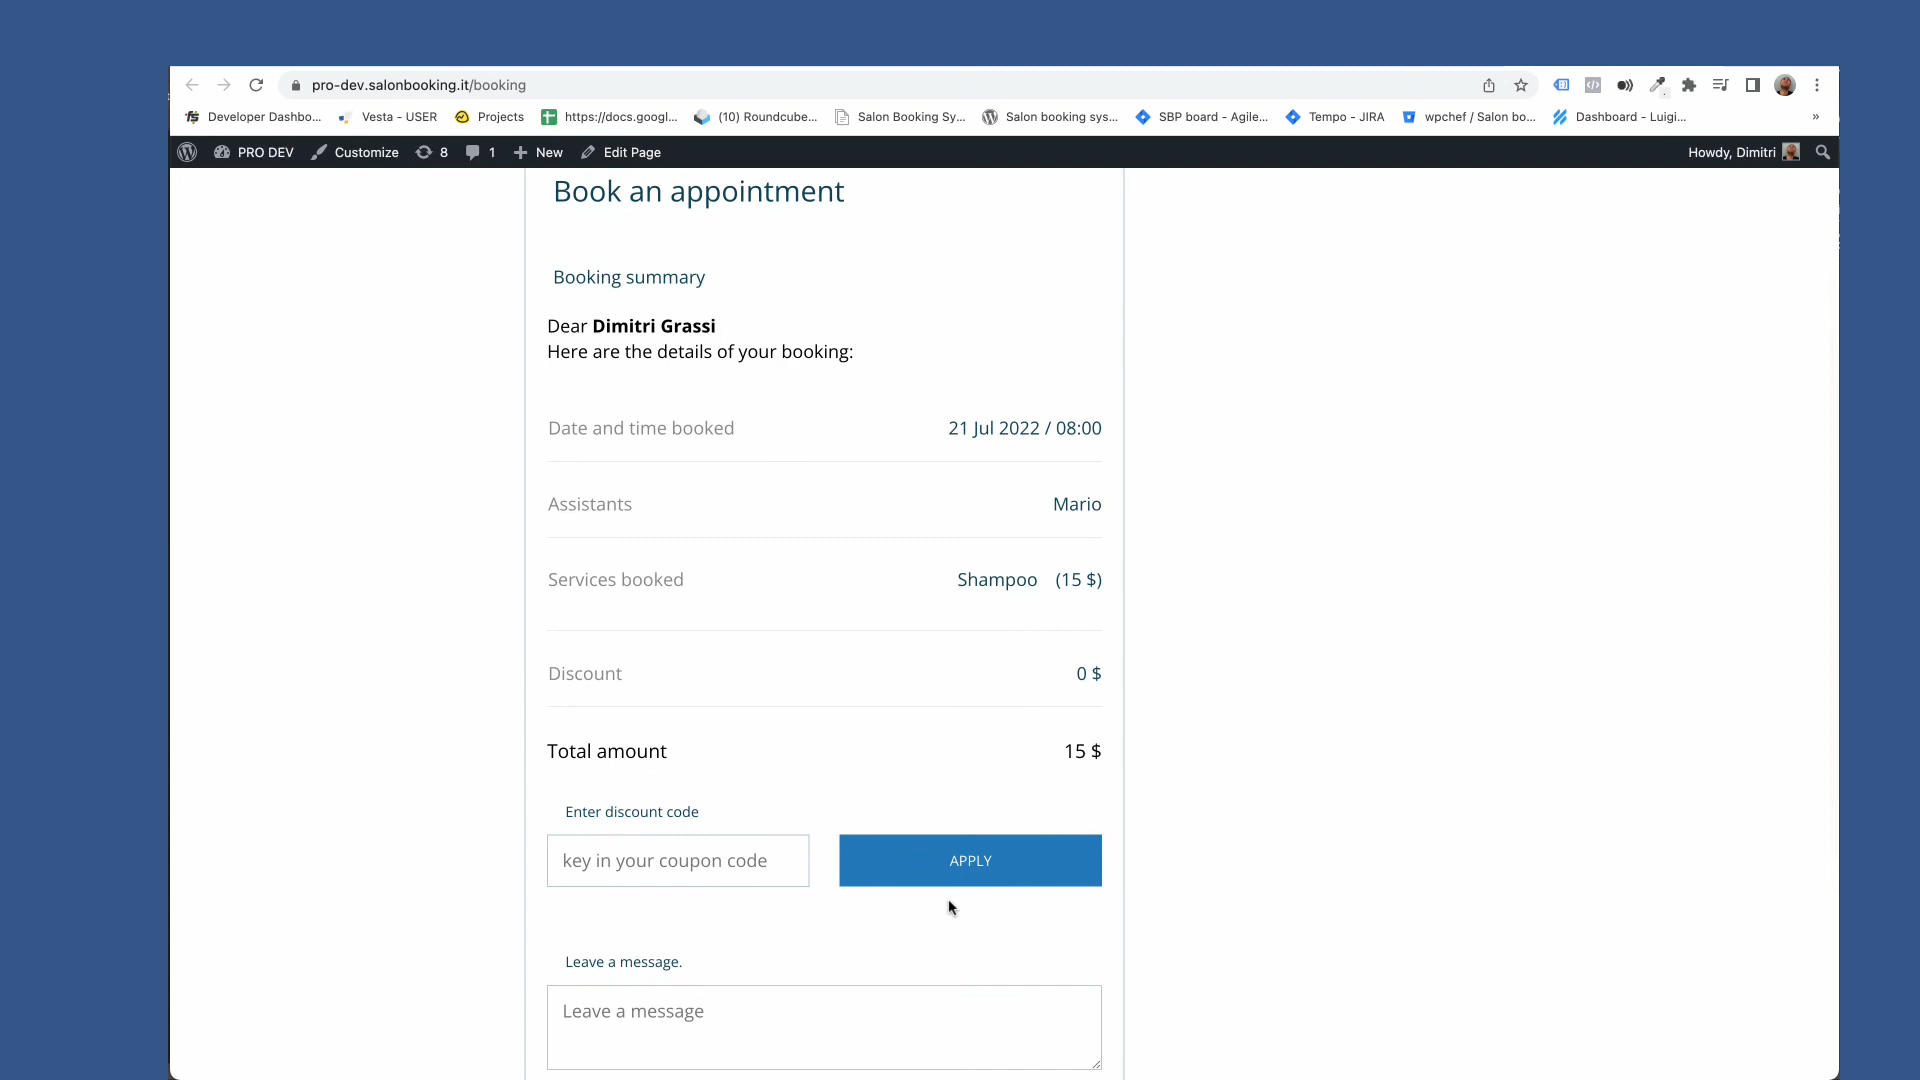 pro-dev.salonbooking.it/booking
Developer Dashbo... Vesta - USER Projects https://docs.googl... (10) Roundcube... Salon Booking Sy... Salon booking sys... SBP board - Agile... Tempo - JIRA wpchef / Salon bo... Dashboard - Luigi... »
PRO DEV Customize 8 1 New Edit Page Howdy, Dimitri
Book an appointment
Booking summary
Dear Dimitri Grassi
Here are the details of your booking:
Date and time booked 21 Jul 2022 / 08:00
Assistants Mario
Services booked Shampoo (15 $)
Discount 0 $
Total amount 15 $
Enter discount code
key in your coupon code APPLY
Leave a message.
Leave a message